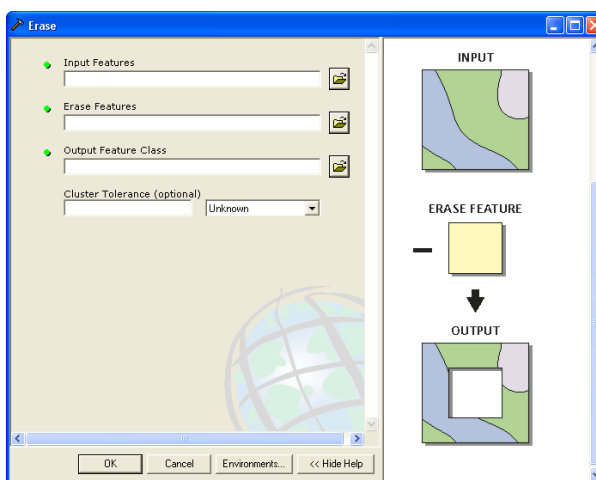 Erase
Input Features
Erase Features
Output Feature Class
Cluster Tolerance (optional)
Unknown
OK
Cancel
Environments...
<< Hide Help
INPUT
ERASE FEATURE
OUTPUT